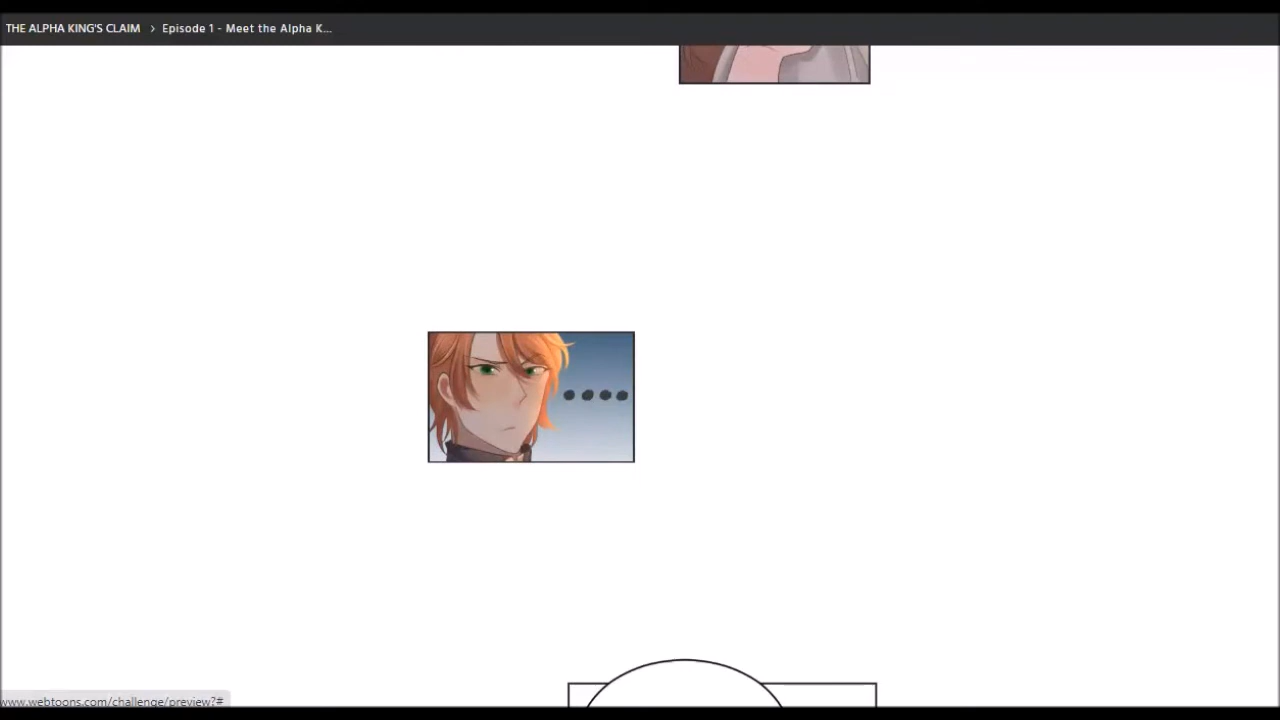 THE ALPHA KING'S CLAIM > Episode 1 - Meet the Alpha K...
....
www.webtoons.com/challenge/preview?#